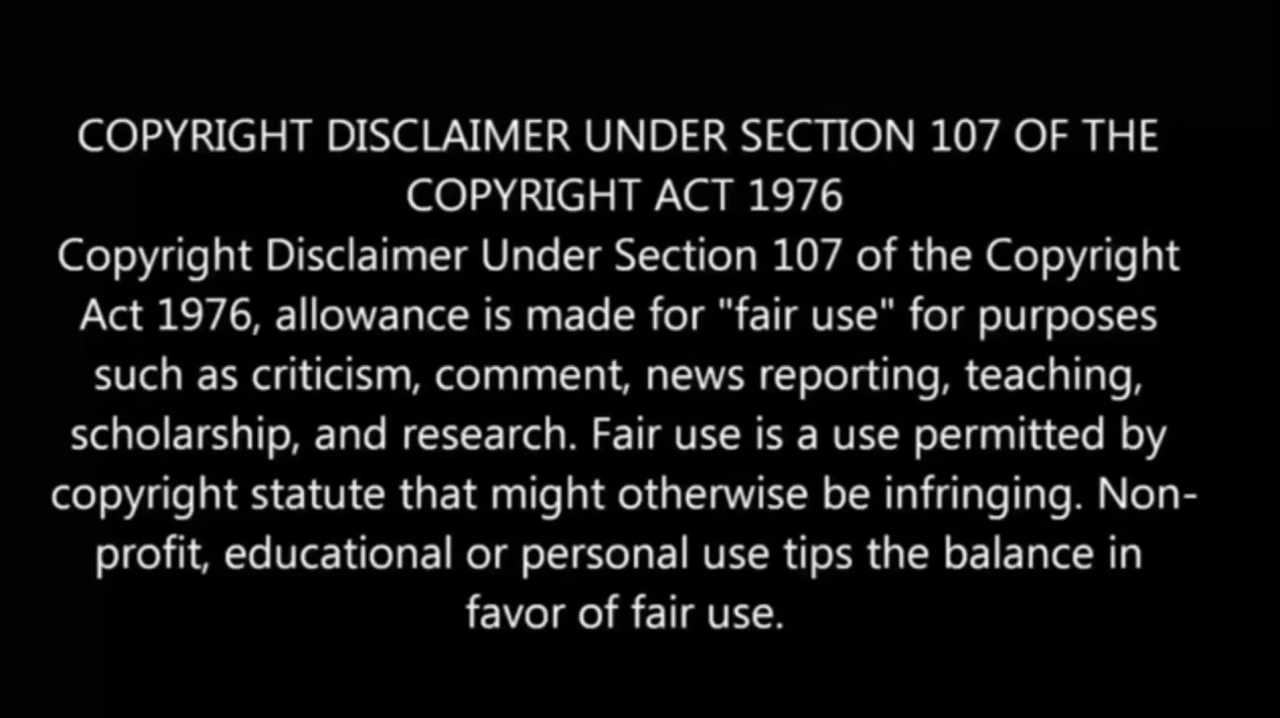 COPYRIGHT DISCLAIMER UNDER SECTION 107 OF THE
COPYRIGHT ACT 1976
Copyright Disclaimer Under Section 107 of the Copyright
Act 1976, allowance is made for "fair use" for purposes
such as criticism, comment, news reporting, teaching,
scholarship, and research. Fair use is a use permitted by
copyright statute that might otherwise be infringing. Non-
profit, educational or personal use tips the balance in
favor of fair use.